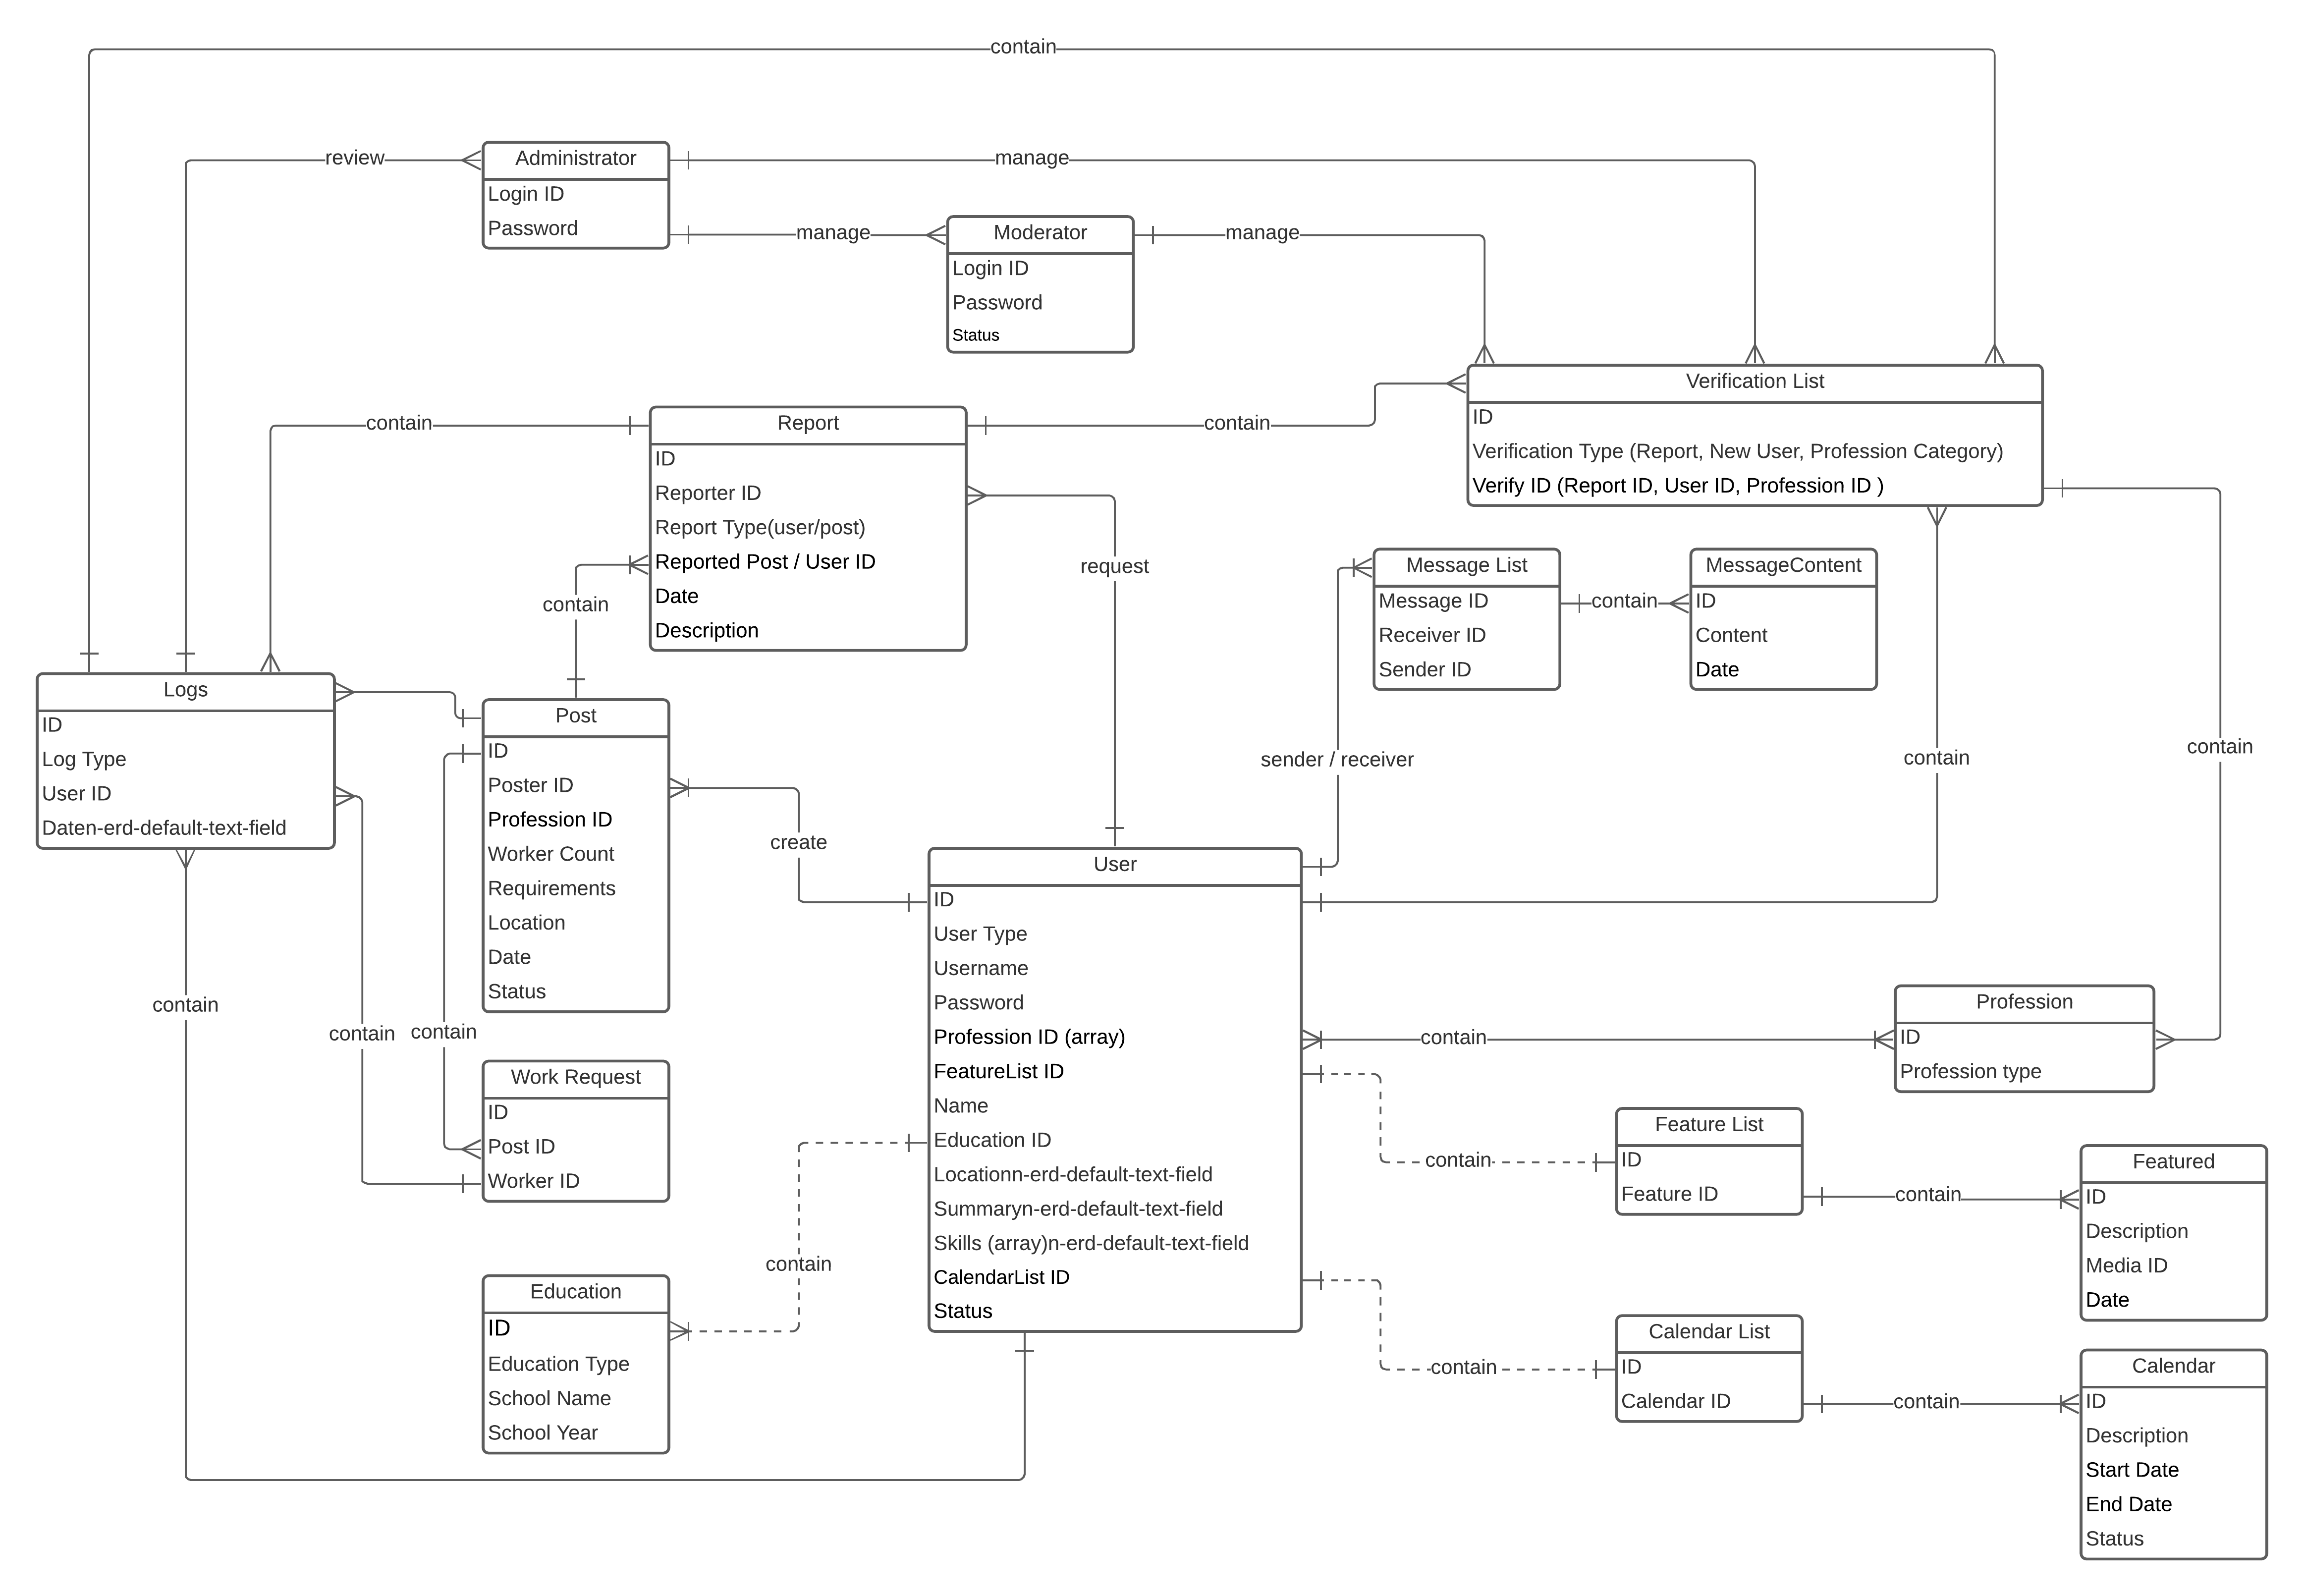 contain
review
Administrator
Login ID
Password
manage
manage
Moderator
Login ID
Password
Status
manage
contain
Report
ID
Reporter ID
Report Type(user/post)
Reported Post / User ID
Date
Description
contain
Verification List
ID
Verification Type (Report, New User, Profession Category)
Verify ID (Report ID, User ID, Profession ID )
request
contain
Message List
Message ID
Receiver ID
Sender ID
contain
MessageContent
ID
Content
Date
Logs
ID
Log Type
User ID
Daten-erd-default-text-field
Post
ID
Poster ID
Profession ID
Worker Count
Requirements
Location
Date
Status
create
sender / receiver
contain
contain
User
ID
User Type
Username
Password
Profession ID (array)
FeatureList ID
Name
Education ID
Locationn-erd-default-text-field
Summaryn-erd-default-text-field
Skills (array)n-erd-default-text-field
CalendarList ID
Status
contain
contain
contain
Work Request
ID
Post ID
Worker ID
contain
Profession
ID
Profession type
contain
Feature List
ID
Feature ID
contain
Featured
ID
Description
Media ID
Date
contain
Education
ID
Education Type
School Name
School Year
contain
Calendar List
ID
Calendar ID
contain
Calendar
ID
Description
Start Date
End Date
Status